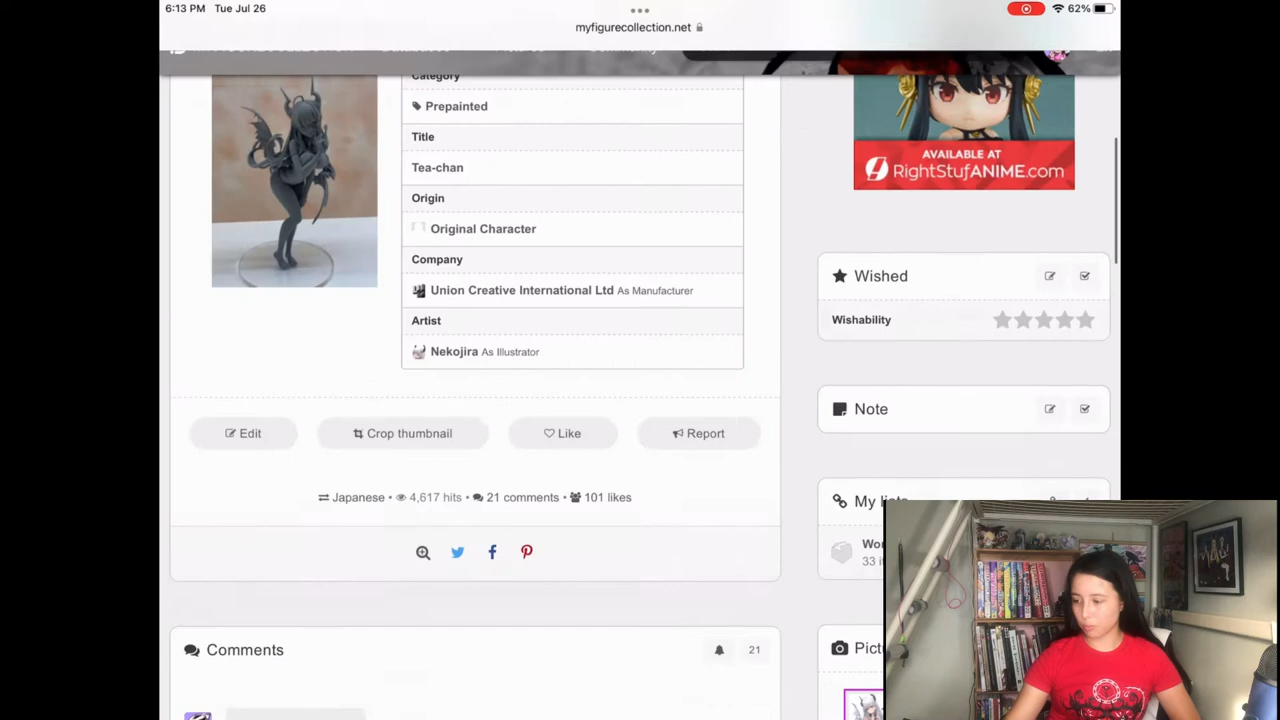 6:13 PM Tue Jul 26
62%
myfigurecollection.net
Category
Prepainted
Title
Tea-chan
Origin
Original Character
Company
Union Creative International Ltd As Manufacturer
Artist
Nekojira As Illustrator
Edit
Crop thumbnail
Like
Report
Japanese • 4,617 hits • 21 comments • 101 likes
Comments
21
AVAILABLE AT
RightStufANIME.com
Wished
Wishability
Note
My lists
33